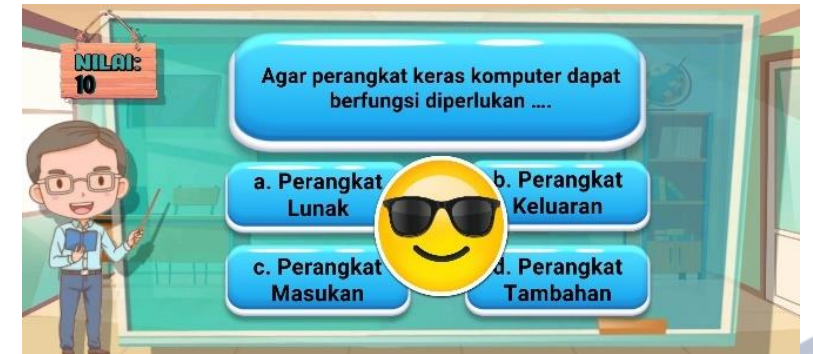 NILAI:
10
Agar perangkat keras komputer dapat
berfungsi diperlukan ....
a. Perangkat
Lunak
b. Perangkat
Keluaran
c. Perangkat
Masukan
d. Perangkat
Tambahan